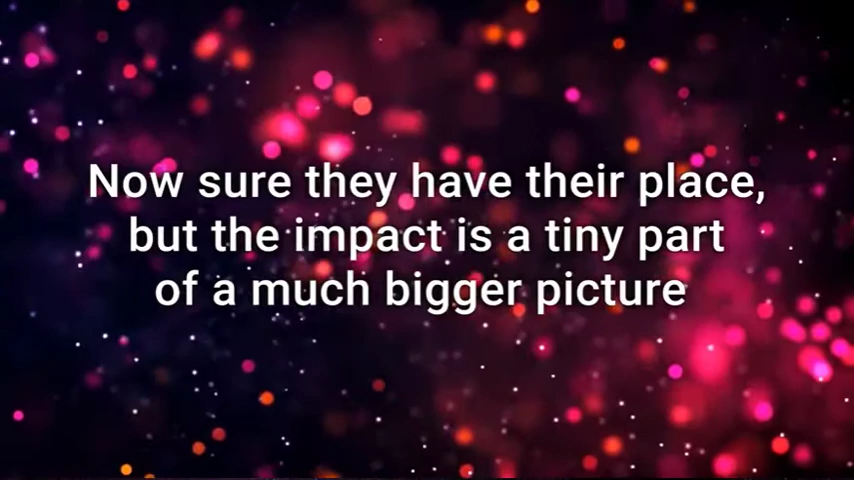 Now sure they have their place,
but the impact is a tiny part
of a much bigger picture